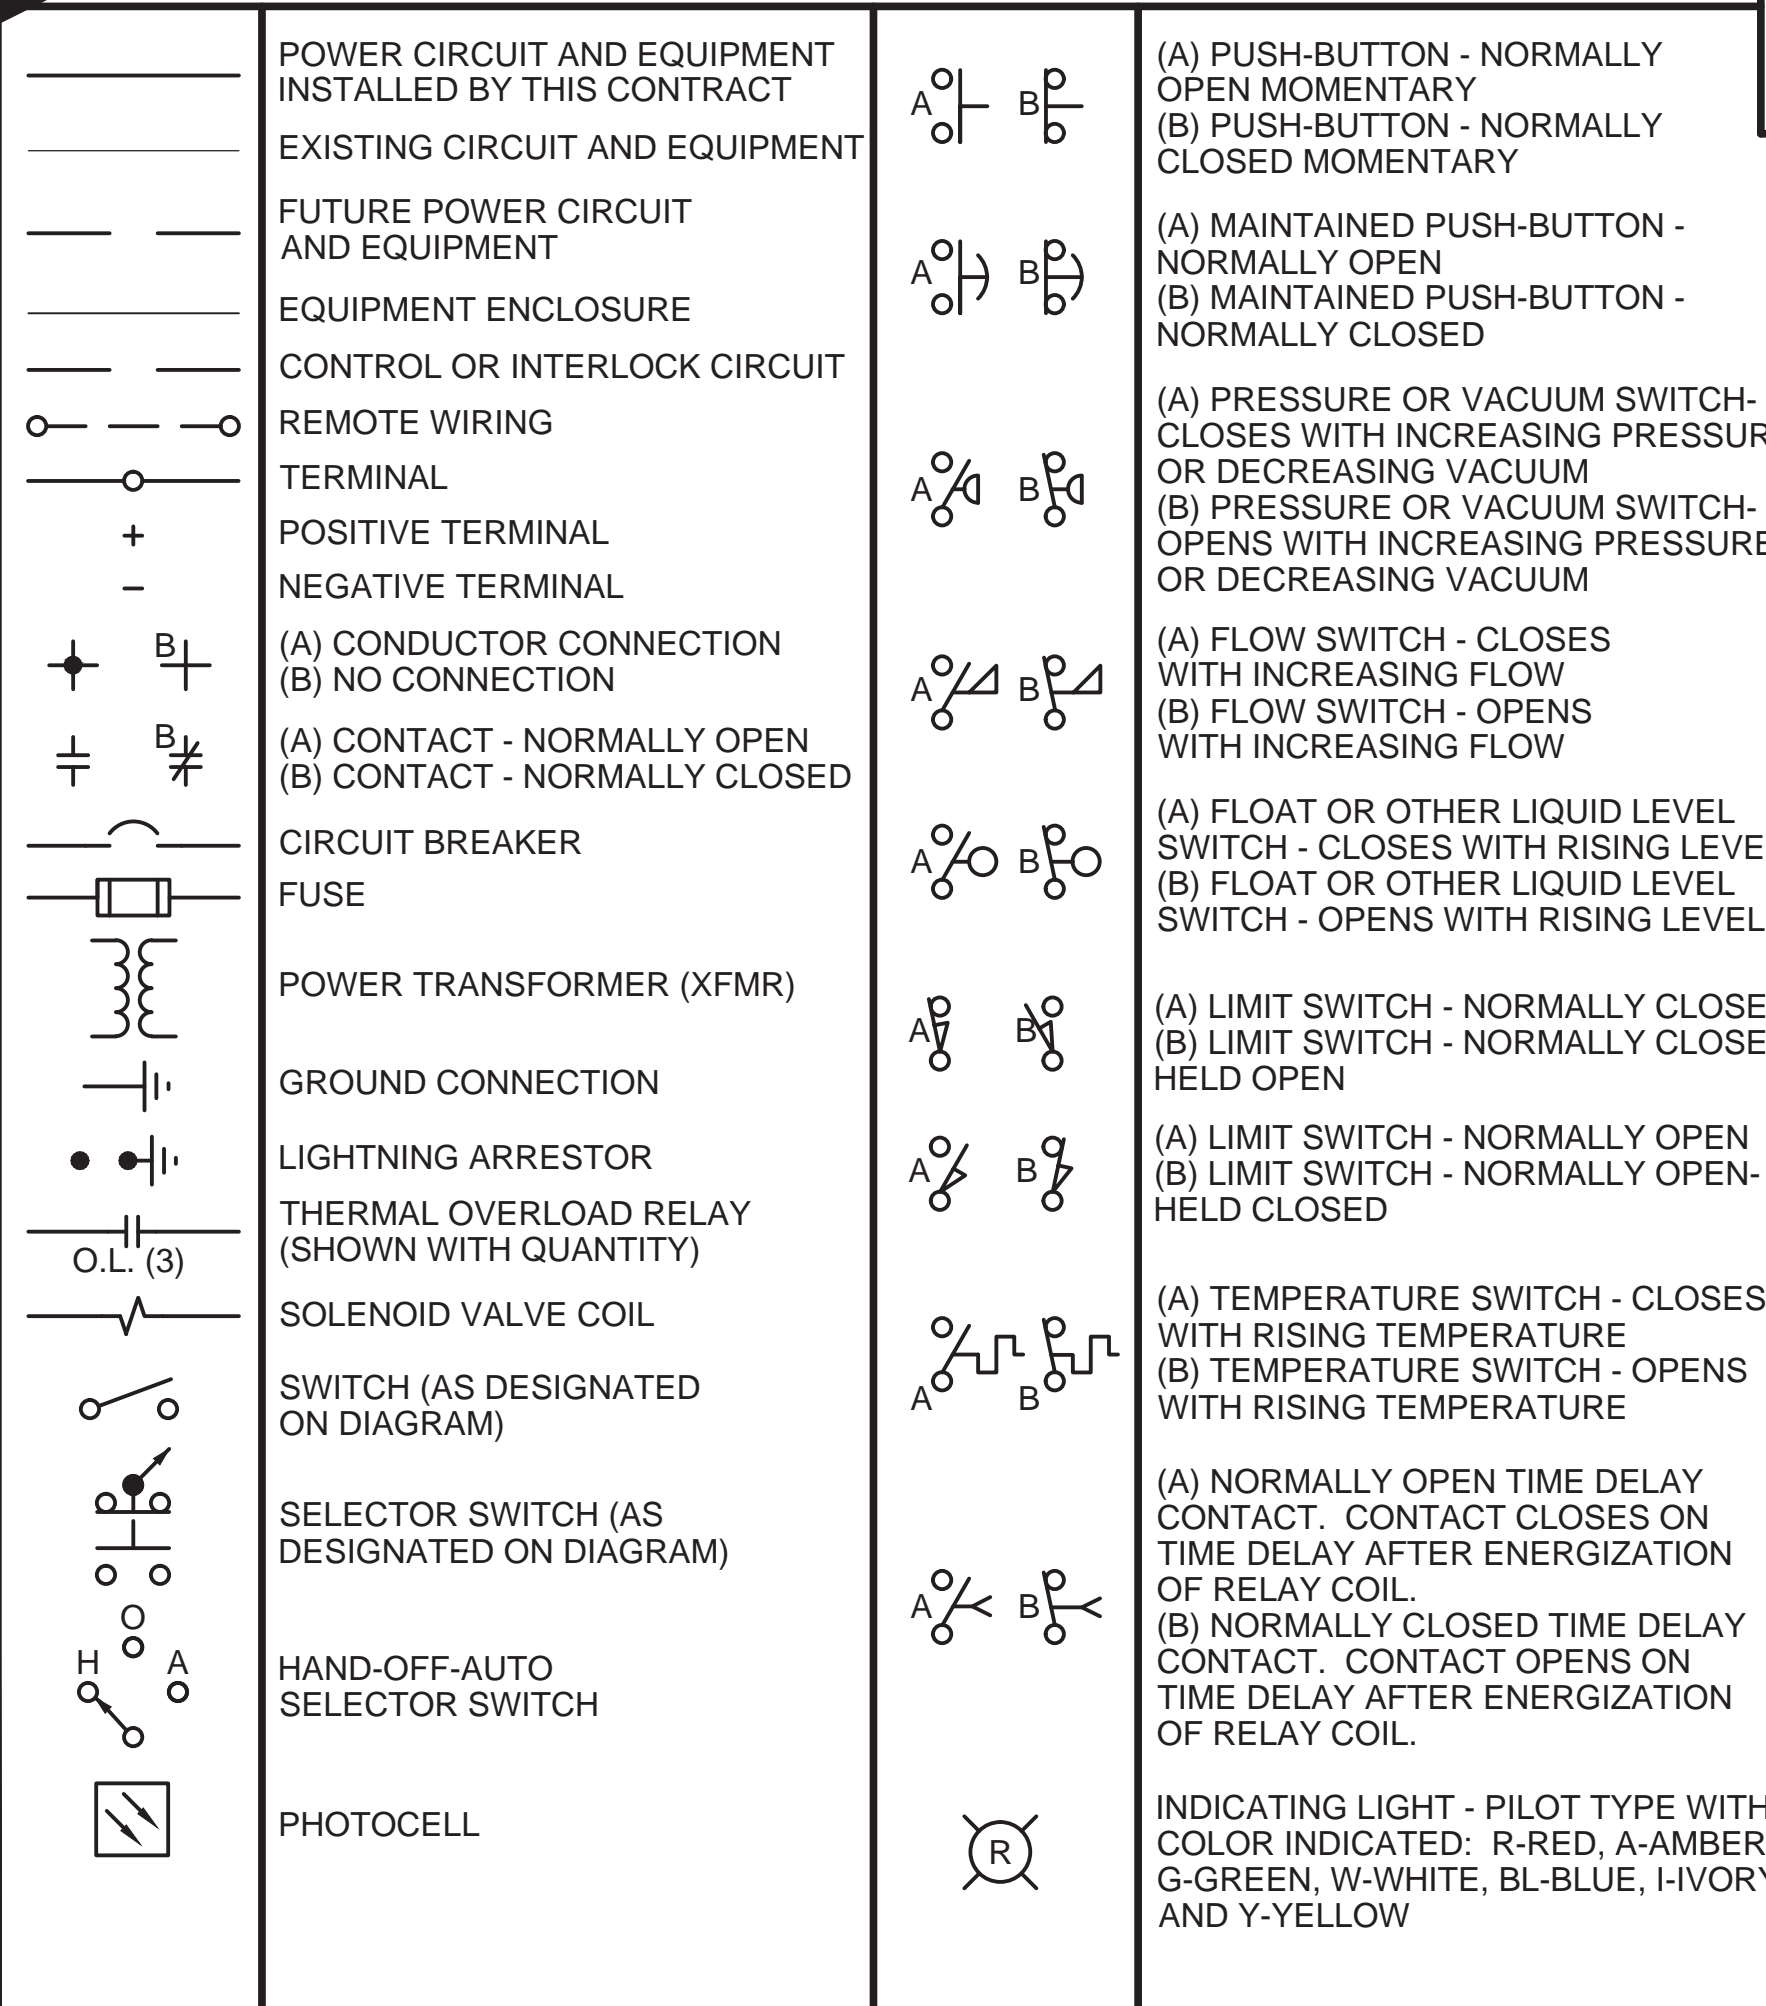 POWER CIRCUIT AND EQUIPMENT
INSTALLED BY THIS CONTRACT
EXISTING CIRCUIT AND EQUIPMENT
FUTURE POWER CIRCUIT
AND EQUIPMENT
EQUIPMENT ENCLOSURE
CONTROL OR INTERLOCK CIRCUIT
REMOTE WIRING
TERMINAL
+
POSITIVE TERMINAL
−
NEGATIVE TERMINAL
B
(A) CONDUCTOR CONNECTION
(B) NO CONNECTION
B
(A) CONTACT - NORMALLY OPEN
(B) CONTACT - NORMALLY CLOSED
CIRCUIT BREAKER
FUSE
POWER TRANSFORMER (XFMR)
GROUND CONNECTION
LIGHTNING ARRESTOR
O.L. (3)
THERMAL OVERLOAD RELAY
(SHOWN WITH QUANTITY)
SOLENOID VALVE COIL
SWITCH (AS DESIGNATED
ON DIAGRAM)
SELECTOR SWITCH (AS
DESIGNATED ON DIAGRAM)
O
H A
HAND-OFF-AUTO
SELECTOR SWITCH
PHOTOCELL
A B
(A) PUSH-BUTTON - NORMALLY
OPEN MOMENTARY
(B) PUSH-BUTTON - NORMALLY
CLOSED MOMENTARY
A B
(A) MAINTAINED PUSH-BUTTON -
NORMALLY OPEN
(B) MAINTAINED PUSH-BUTTON -
NORMALLY CLOSED
A B
(A) PRESSURE OR VACUUM SWITCH-
CLOSES WITH INCREASING PRESSUR
OR DECREASING VACUUM
(B) PRESSURE OR VACUUM SWITCH-
OPENS WITH INCREASING PRESSURE
OR DECREASING VACUUM
A B
(A) FLOW SWITCH - CLOSES
WITH INCREASING FLOW
(B) FLOW SWITCH - OPENS
WITH INCREASING FLOW
A B
(A) FLOAT OR OTHER LIQUID LEVEL
SWITCH - CLOSES WITH RISING LEVE
(B) FLOAT OR OTHER LIQUID LEVEL
SWITCH - OPENS WITH RISING LEVEL
A B
(A) LIMIT SWITCH - NORMALLY CLOSE
(B) LIMIT SWITCH - NORMALLY CLOSE
HELD OPEN
A B
(A) LIMIT SWITCH - NORMALLY OPEN
(B) LIMIT SWITCH - NORMALLY OPEN-
HELD CLOSED
A B
(A) TEMPERATURE SWITCH - CLOSES
WITH RISING TEMPERATURE
(B) TEMPERATURE SWITCH - OPENS
WITH RISING TEMPERATURE
A B
(A) NORMALLY OPEN TIME DELAY
CONTACT. CONTACT CLOSES ON
TIME DELAY AFTER ENERGIZATION
OF RELAY COIL.
(B) NORMALLY CLOSED TIME DELAY
CONTACT. CONTACT OPENS ON
TIME DELAY AFTER ENERGIZATION
OF RELAY COIL.
R
INDICATING LIGHT - PILOT TYPE WITH
COLOR INDICATED: R-RED, A-AMBER
G-GREEN, W-WHITE, BL-BLUE, I-IVORY
AND Y-YELLOW